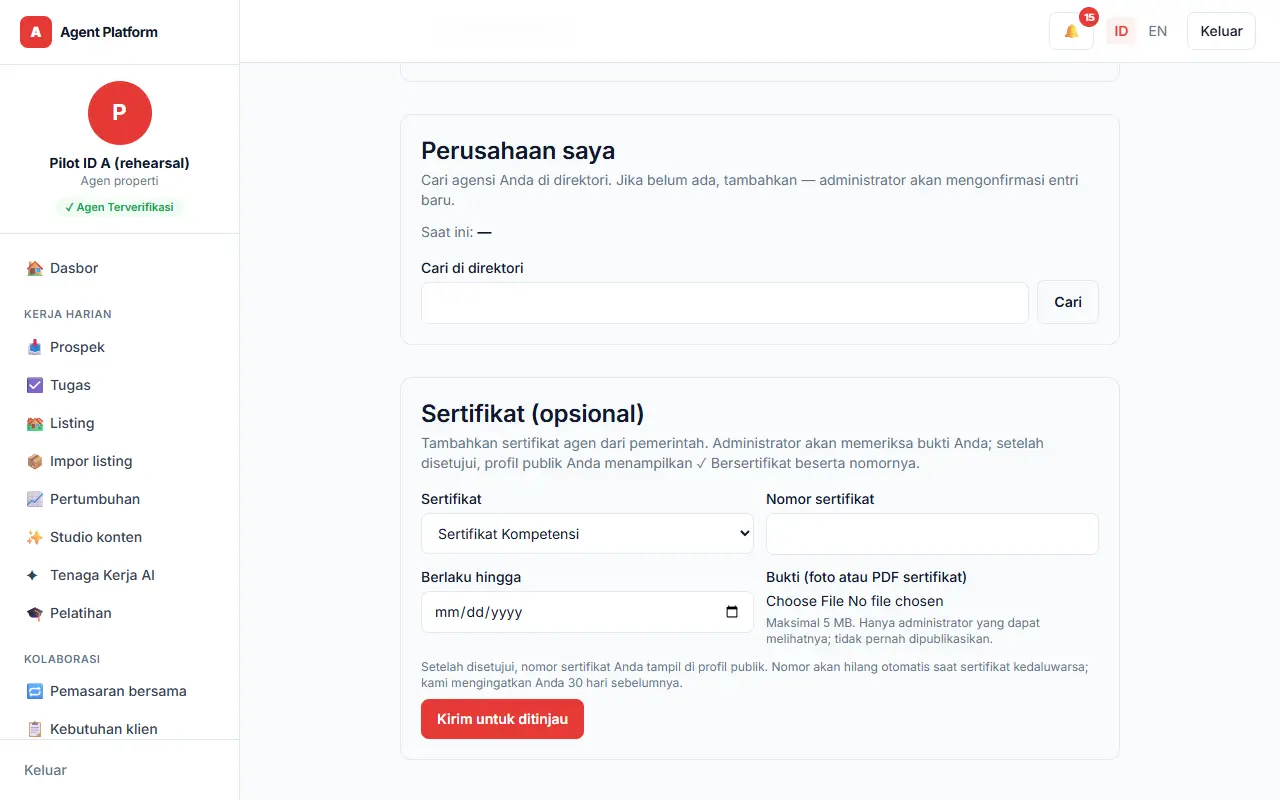 A Agent Platform
15
ID EN Keluar
P
Pilot ID A (rehearsal)
Agen properti
✓ Agen Terverifikasi
Dasbor
KERJA HARIAN
Prospek
Tugas
Listing
Impor listing
Pertumbuhan
Studio konten
Tenaga Kerja AI
Pelatihan
KOLABORASI
Pemasaran bersama
Kebutuhan klien
Keluar
Perusahaan saya
Cari agensi Anda di direktori. Jika belum ada, tambahkan — administrator akan mengonfirmasi entri
baru.
Saat ini: —
Cari di direktori
Cari
Sertifikat (opsional)
Tambahkan sertifikat agen dari pemerintah. Administrator akan memeriksa bukti Anda; setelah
disetujui, profil publik Anda menampilkan ✓ Bersertifikat beserta nomornya.
Sertifikat
Sertifikat Kompetensi
Nomor sertifikat
Berlaku hingga
mm/dd/yyyy
Bukti (foto atau PDF sertifikat)
Choose File No file chosen
Maksimal 5 MB. Hanya administrator yang dapat
melihatnya; tidak pernah dipublikasikan.
Setelah disetujui, nomor sertifikat Anda tampil di profil publik. Nomor akan hilang otomatis saat sertifikat kedaluwarsa;
kami mengingatkan Anda 30 hari sebelumnya.
Kirim untuk ditinjau